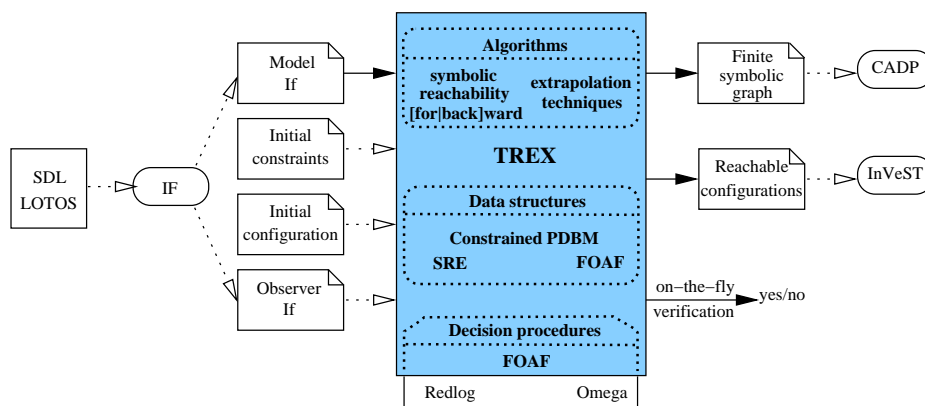 SDL
LOTOS
IF
Model
If
Initial
constraints
Initial
configuration
Observer
If
Algorithms
symbolic
reachability
[for|back]ward
extrapolation
techniques
TREX
Data structures
Constrained PDBM
SRE FOAF
Decision procedures
FOAF
Redlog Omega
Finite
symbolic
graph
CADP
Reachable
configurations
InVeST
on−the−fly
verification
yes/no